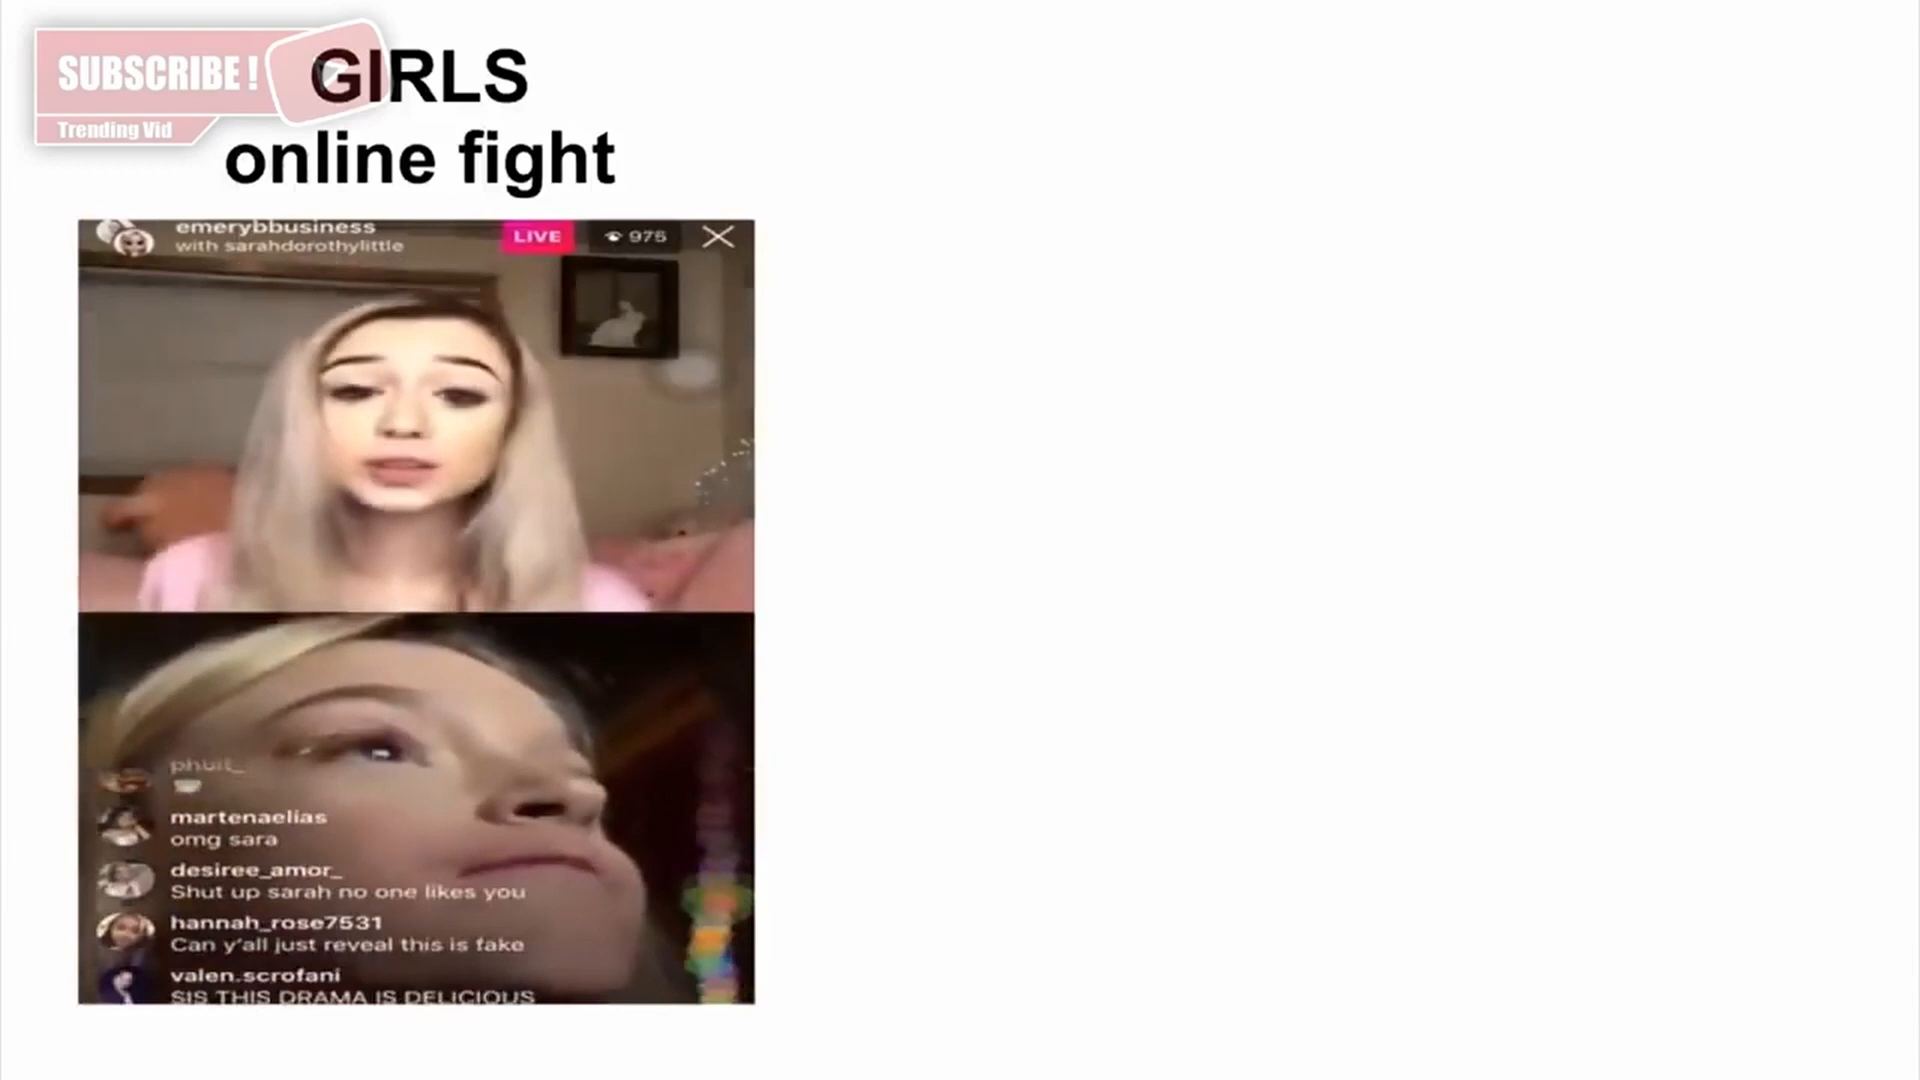 SUBSCRIBE !
Trending Vid
GIRLS
online fight
emerybbusiness
with sarahdorothylittle
LIVE
975
phuit_
martenaelias
omg sara
desiree_amor_
Shut up sarah no one likes you
hannah_rose7531
Can y'all just reveal this is fake
valen.scrofani
SIS THIS DRAMA IS DELICIOUS